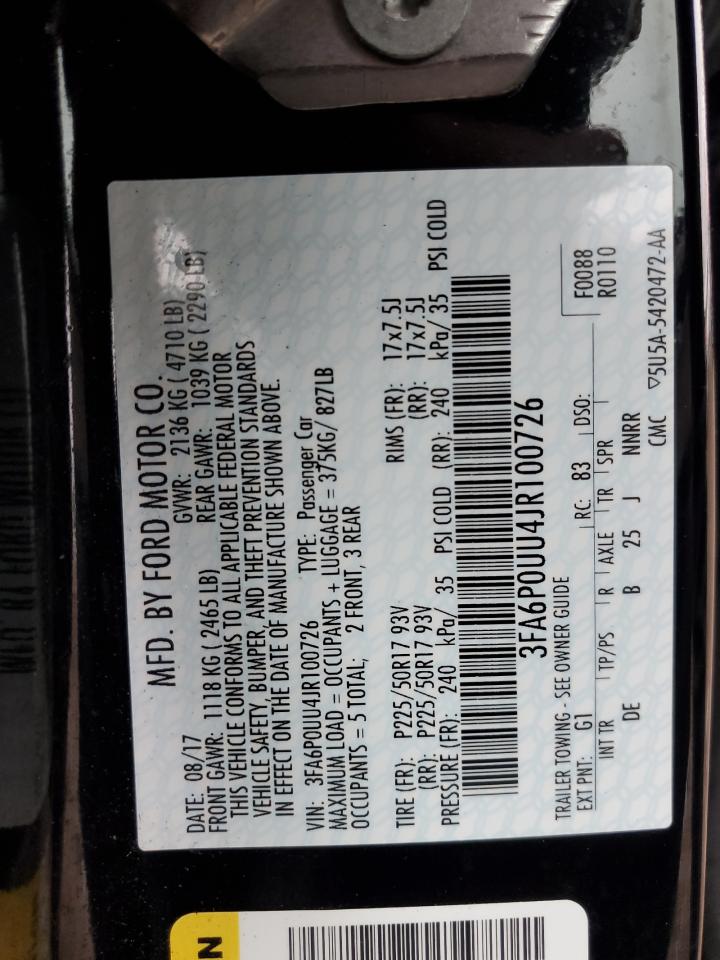 MFD. BY FORD MOTOR CO.
DATE: 08/17 GVWR: 2136 KG ( 4710 LB)
FRONT GAWR: 1118 KG ( 2465 LB) REAR GAWR: 1039 KG ( 2290 LB)
THIS VEHICLE CONFORMS TO ALL APPLICABLE FEDERAL MOTOR
VEHICLE SAFETY, BUMPER, AND THEFT PREVENTION STANDARDS
IN EFFECT ON THE DATE OF MANUFACTURE SHOWN ABOVE.
VIN: 3FA6P0UU4JR100726 TYPE: Passenger Car
MAXIMUM LOAD = OCCUPANTS + LUGGAGE = 375KG/ 827LB
OCCUPANTS = 5 TOTAL; 2 FRONT, 3 REAR
TIRE (FR): P225/50R17 93V RIMS (FR): 17x7.5J
(RR): P225/50R17 93V (RR): 17x7.5J
PRESSURE (FR): 240 kPa/ 35 PSI COLD (RR): 240 kPa/ 35 PSI COLD
3FA6P0UU4JR100726
TRAILER TOWING - SEE OWNER GUIDE F0088
EXT PNT: G1 RC: 83 DSO: R0110
INT TR TP/PS R AXLE TR SPR
DE B 25 J NNRR
CMC ▽5U5A-5420472-AA
N